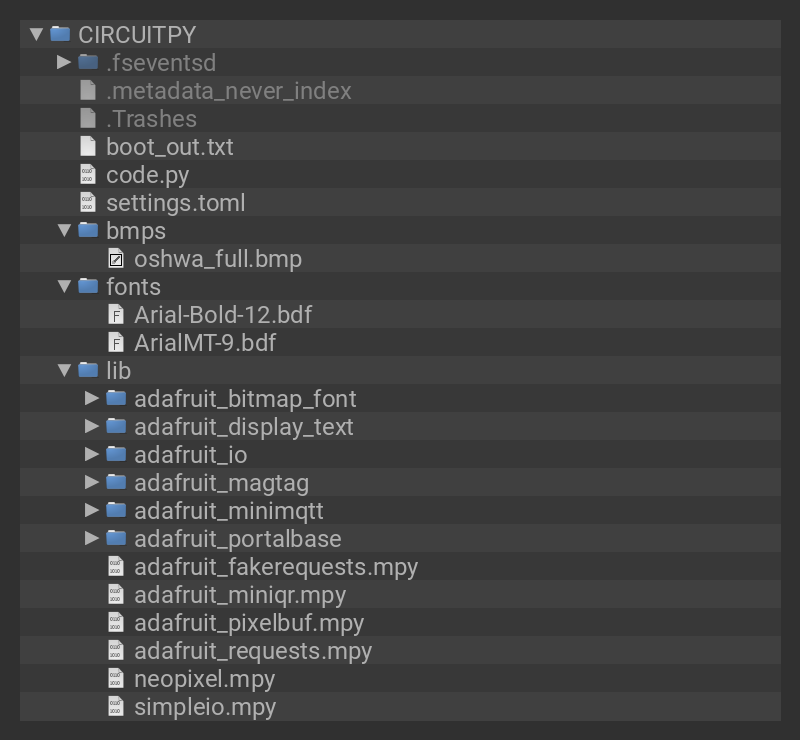 CIRCUITPY
.fseventsd
.metadata_never_index
.Trashes
boot_out.txt
code.py
settings.toml
bmps
oshwa_full.bmp
fonts
Arial-Bold-12.bdf
ArialMT-9.bdf
lib
adafruit_bitmap_font
adafruit_display_text
adafruit_io
adafruit_magtag
adafruit_minimqtt
adafruit_portalbase
adafruit_fakerequests.mpy
adafruit_miniqr.mpy
adafruit_pixelbuf.mpy
adafruit_requests.mpy
neopixel.mpy
simpleio.mpy